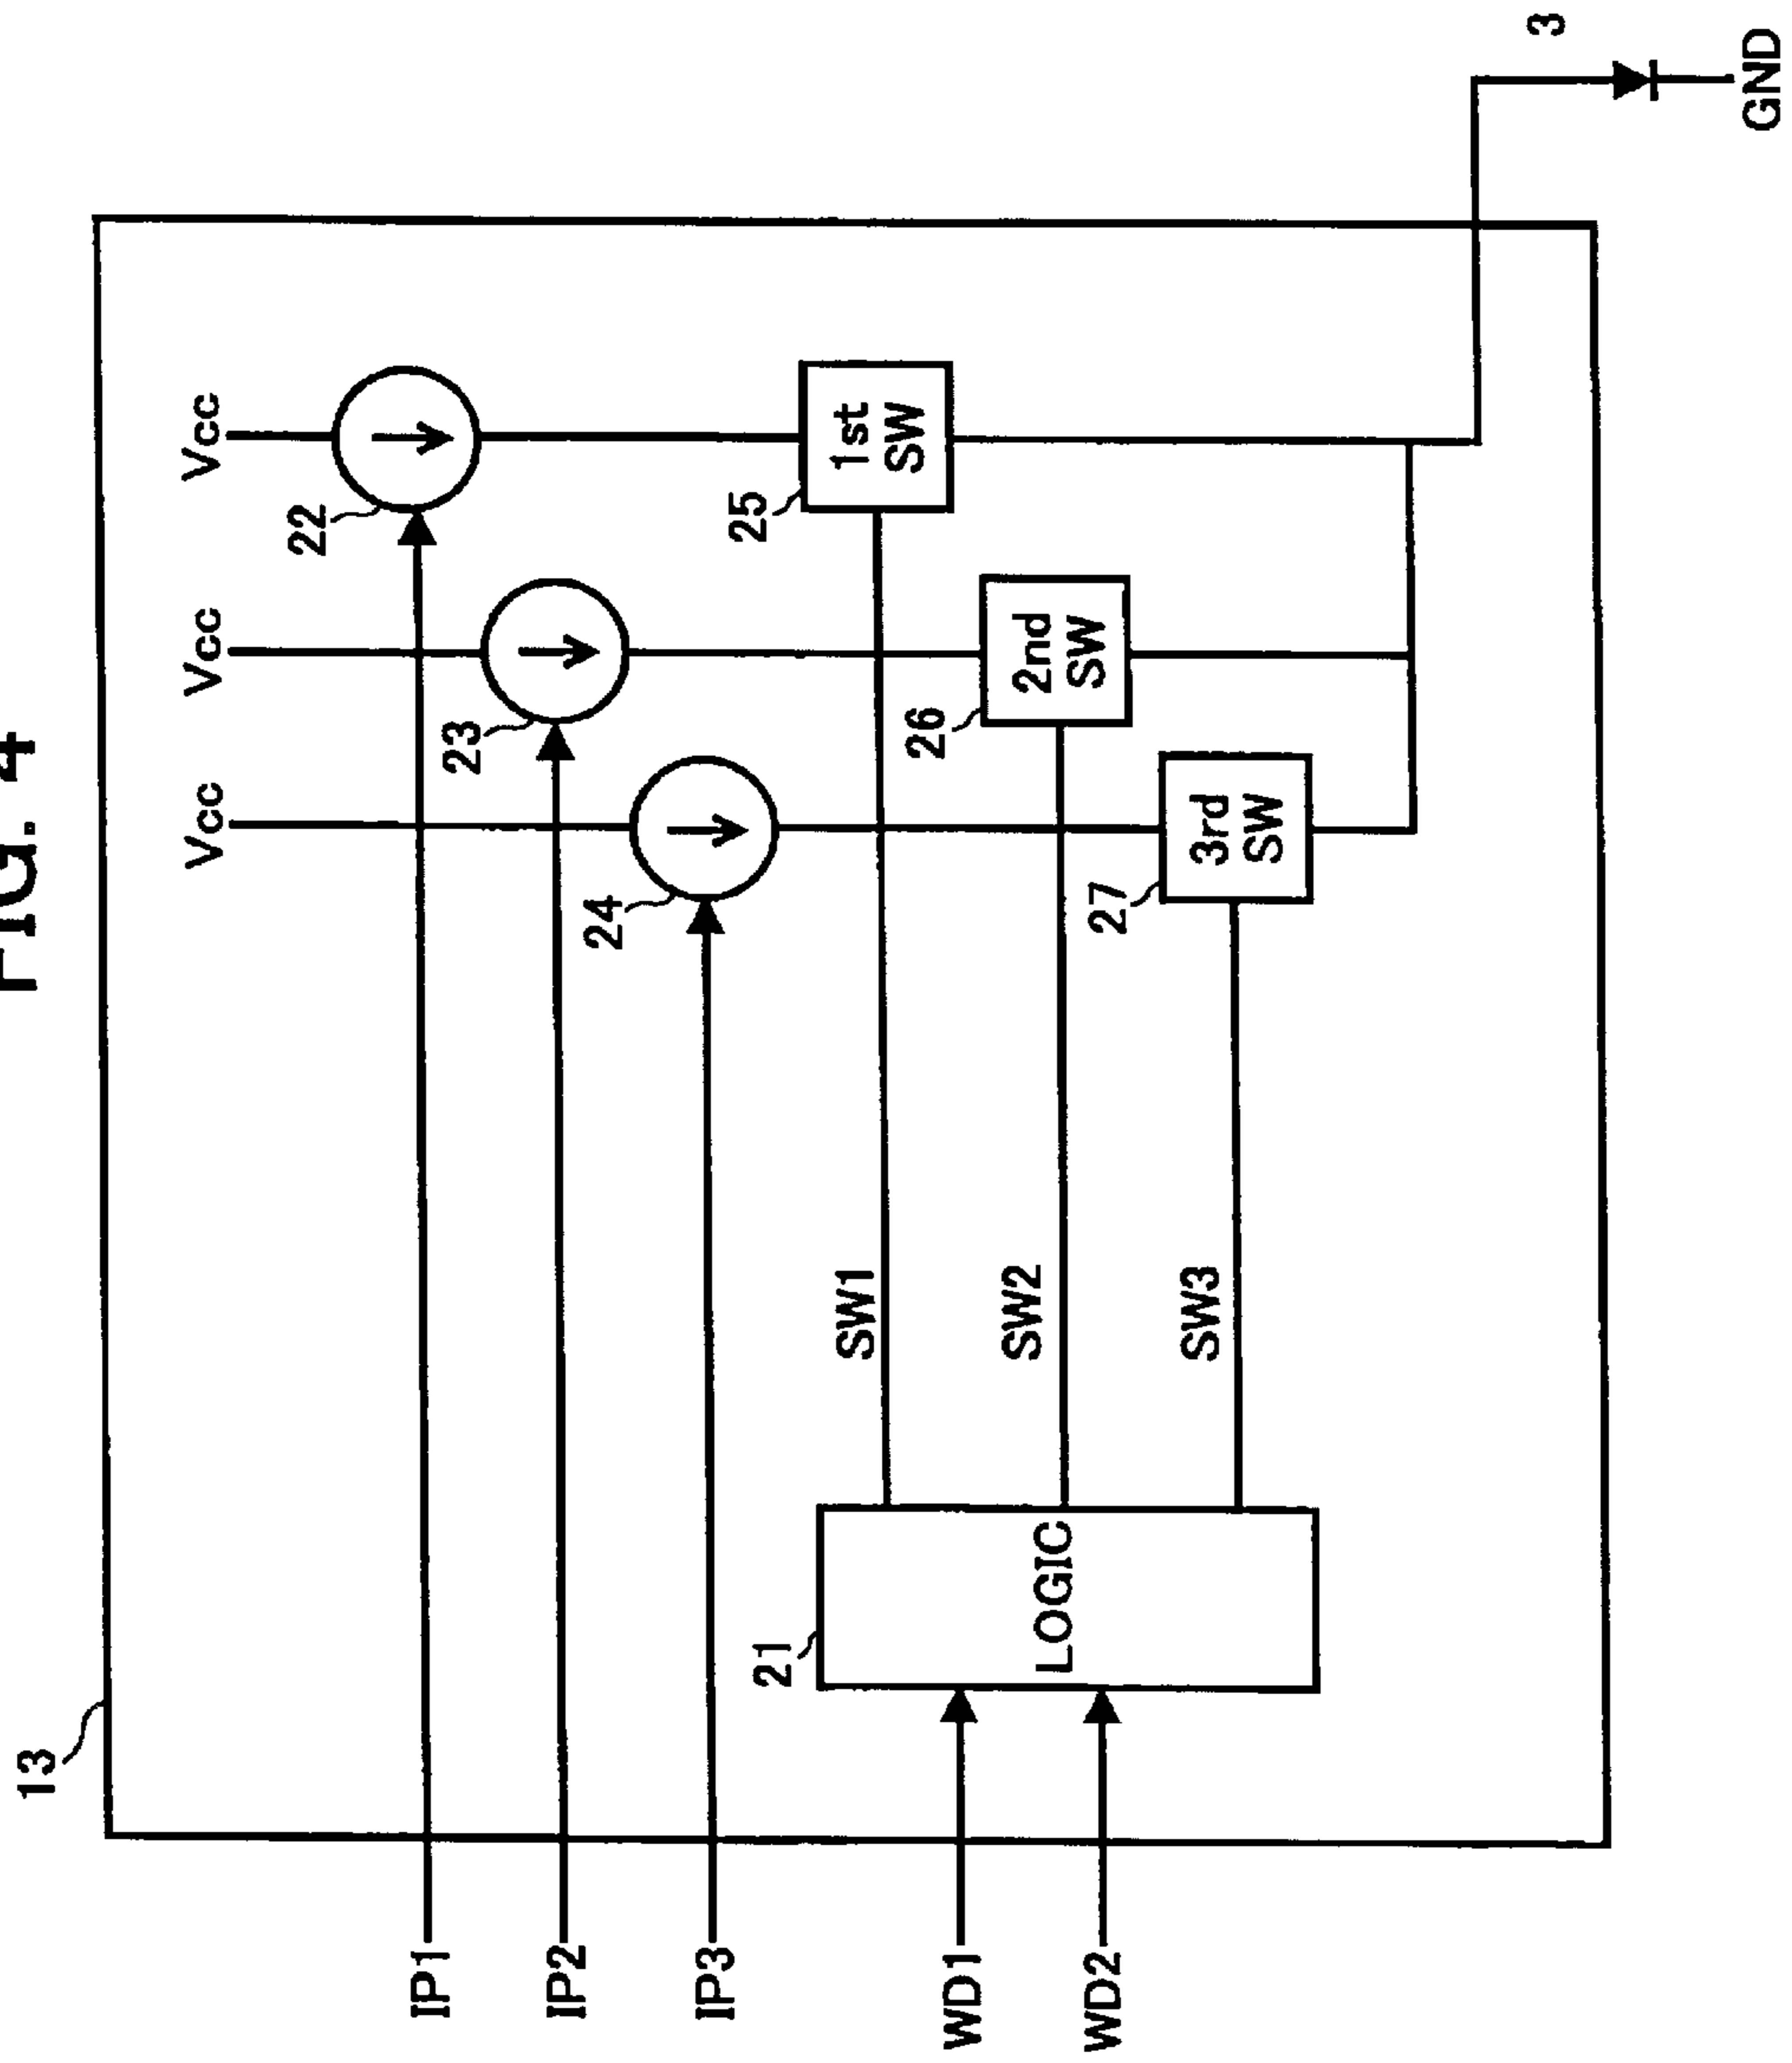 FIG. 4
13
Vcc
Vcc
Vcc
22
23
24
IP1
IP2
IP3
25
1st
SW
26
2nd
SW
27
3rd
SW
SW1
SW2
SW3
21
LOGIC
WD1
WD2
3
GND